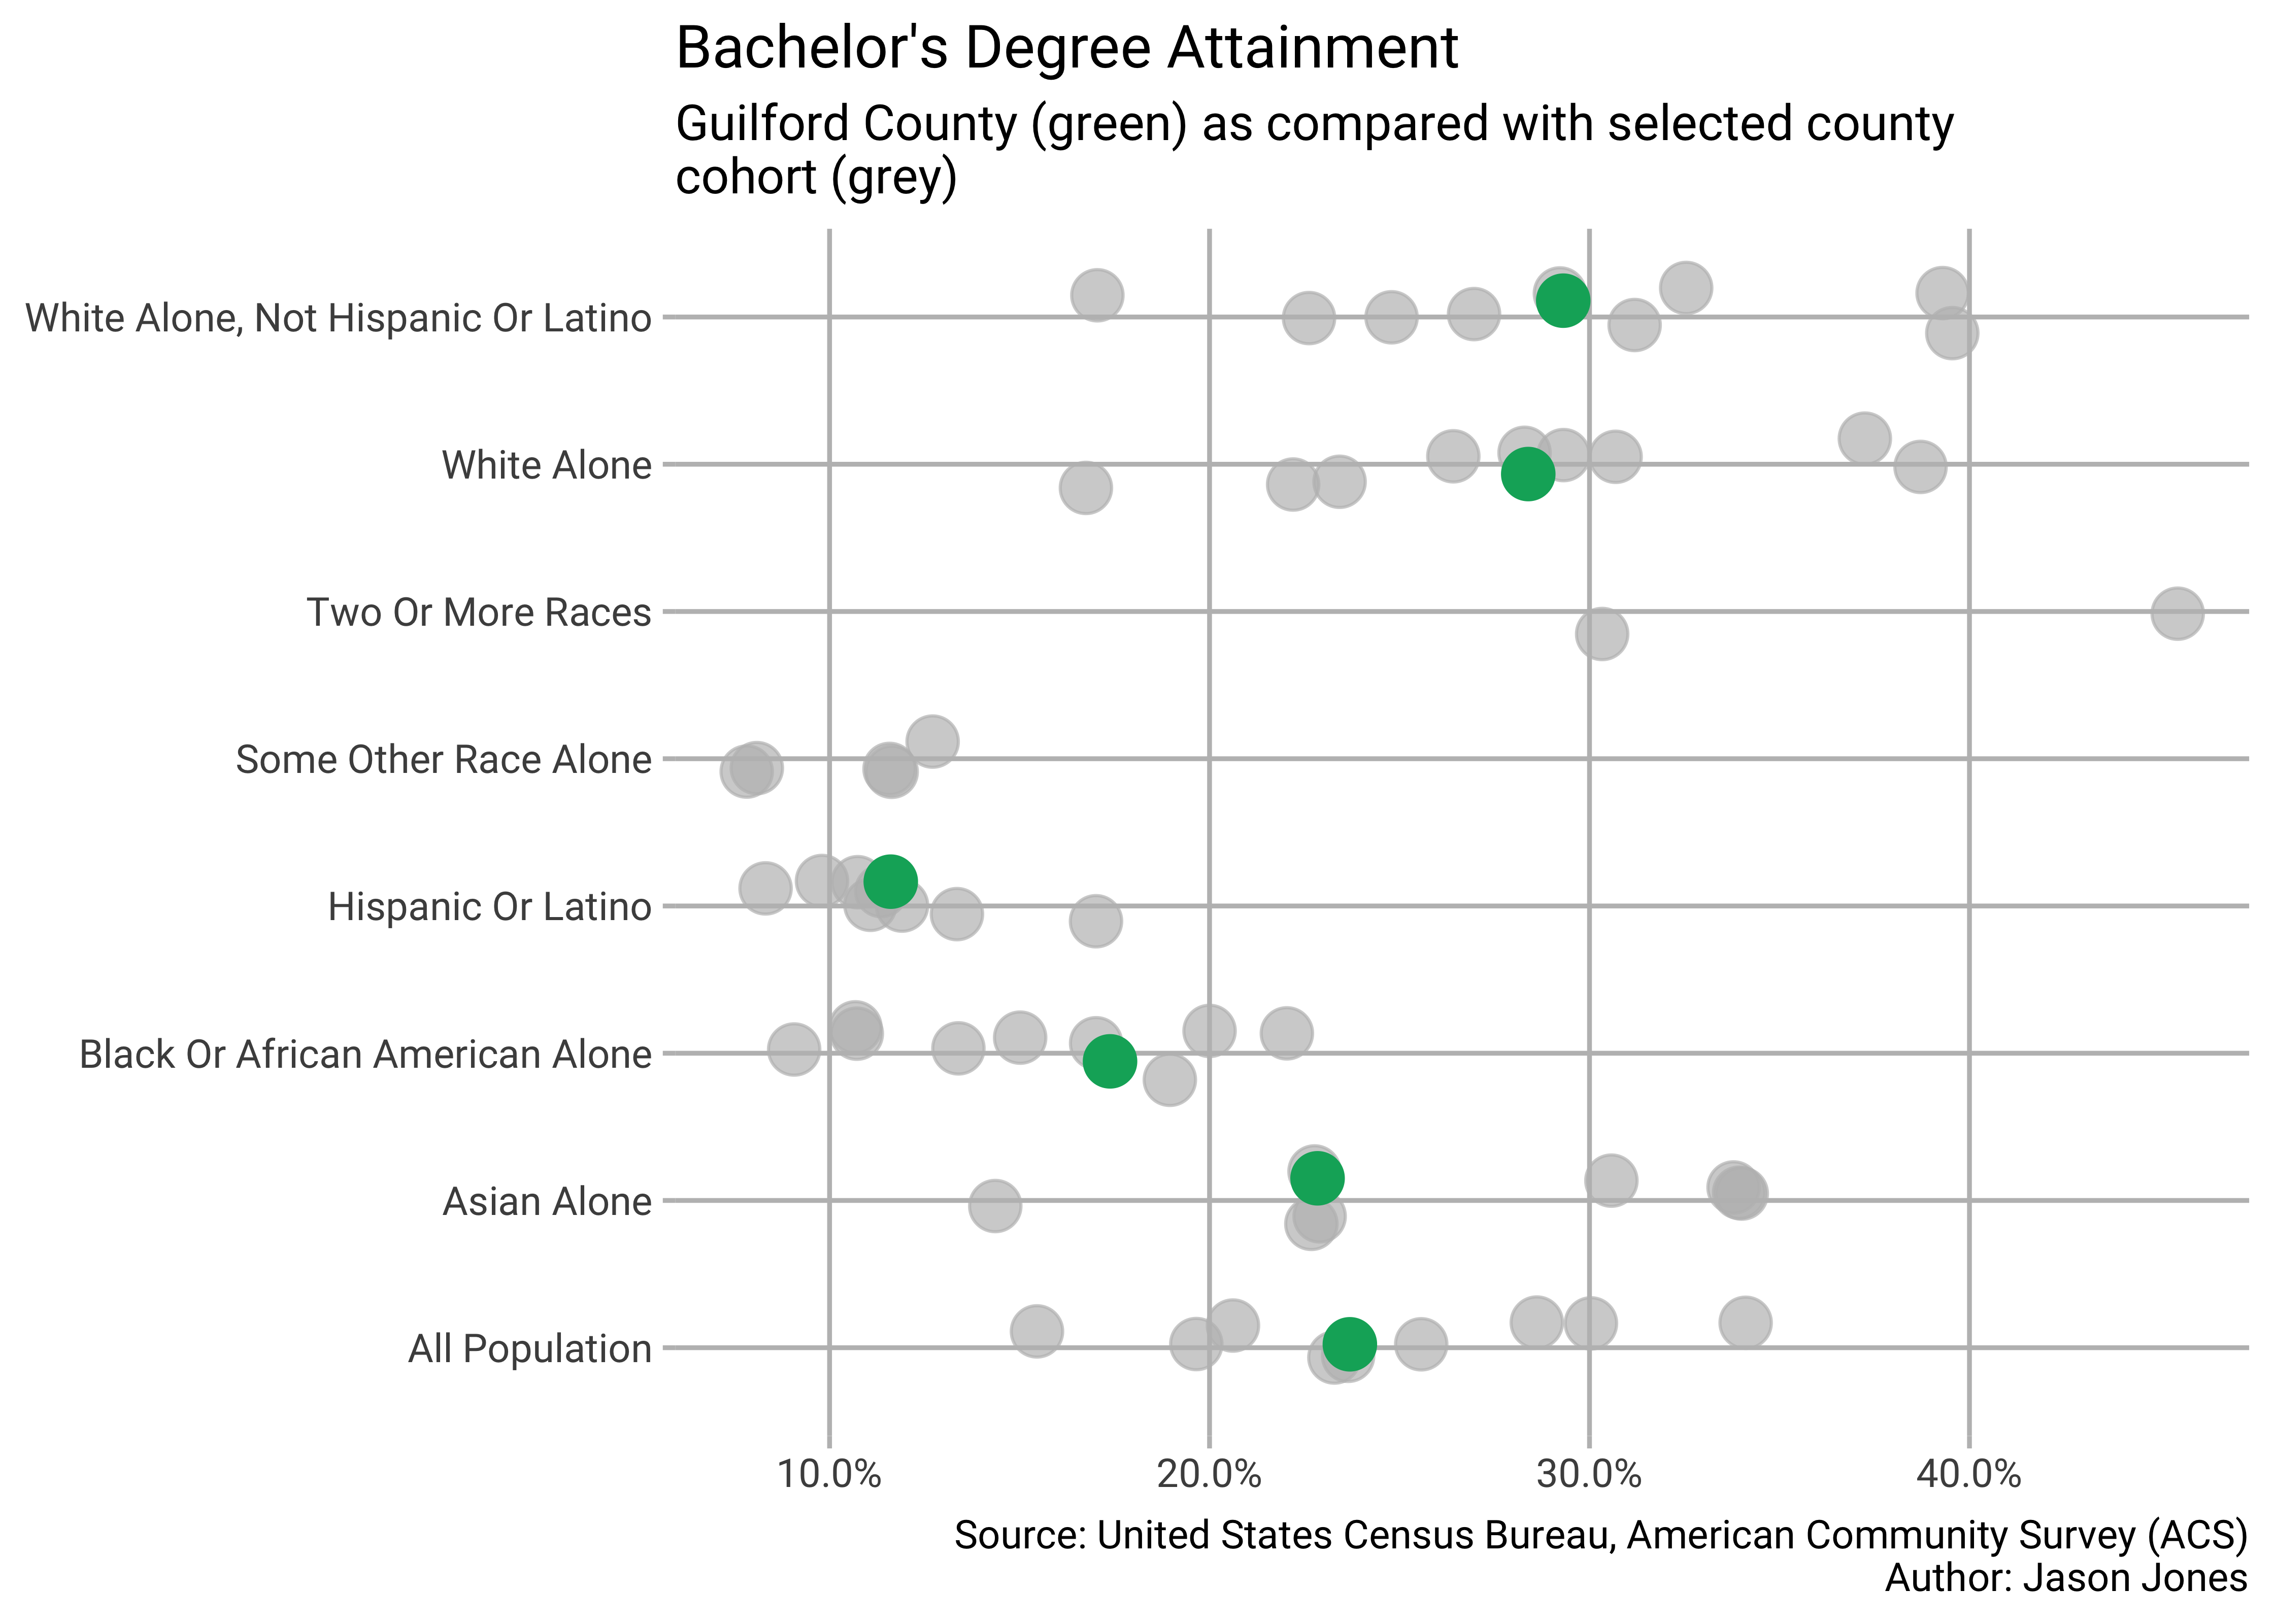 Bachelor's Degree Attainment
Guilford County (green) as compared with selected county
cohort (grey)
White Alone, Not Hispanic Or Latino
White Alone
Two Or More Races
Some Other Race Alone
Hispanic Or Latino
Black Or African American Alone
Asian Alone
All Population
10.0% 20.0% 30.0% 40.0%
Source: United States Census Bureau, American Community Survey (ACS)
Author: Jason Jones